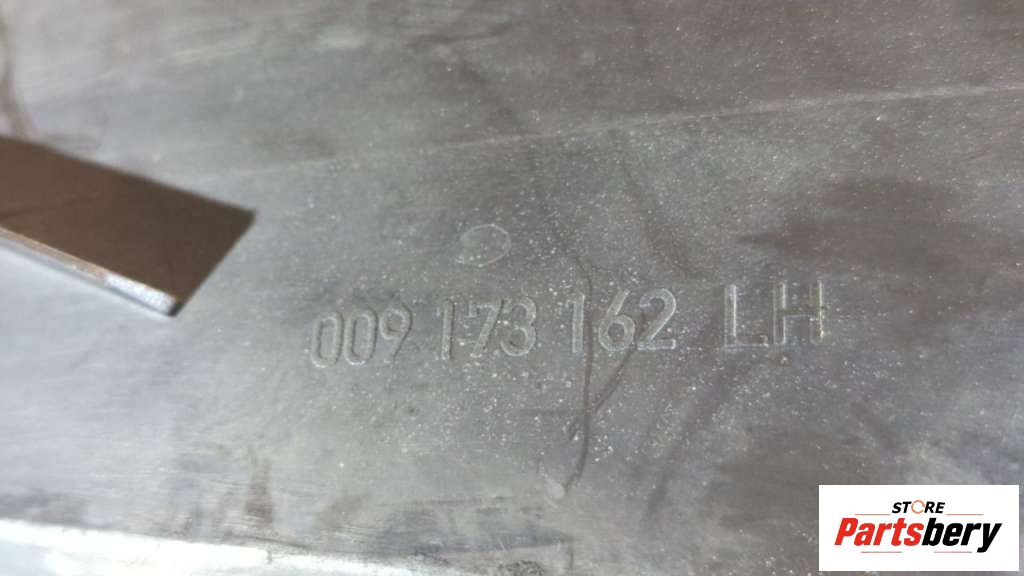 009 173 162 LH
STORE
Partsbery